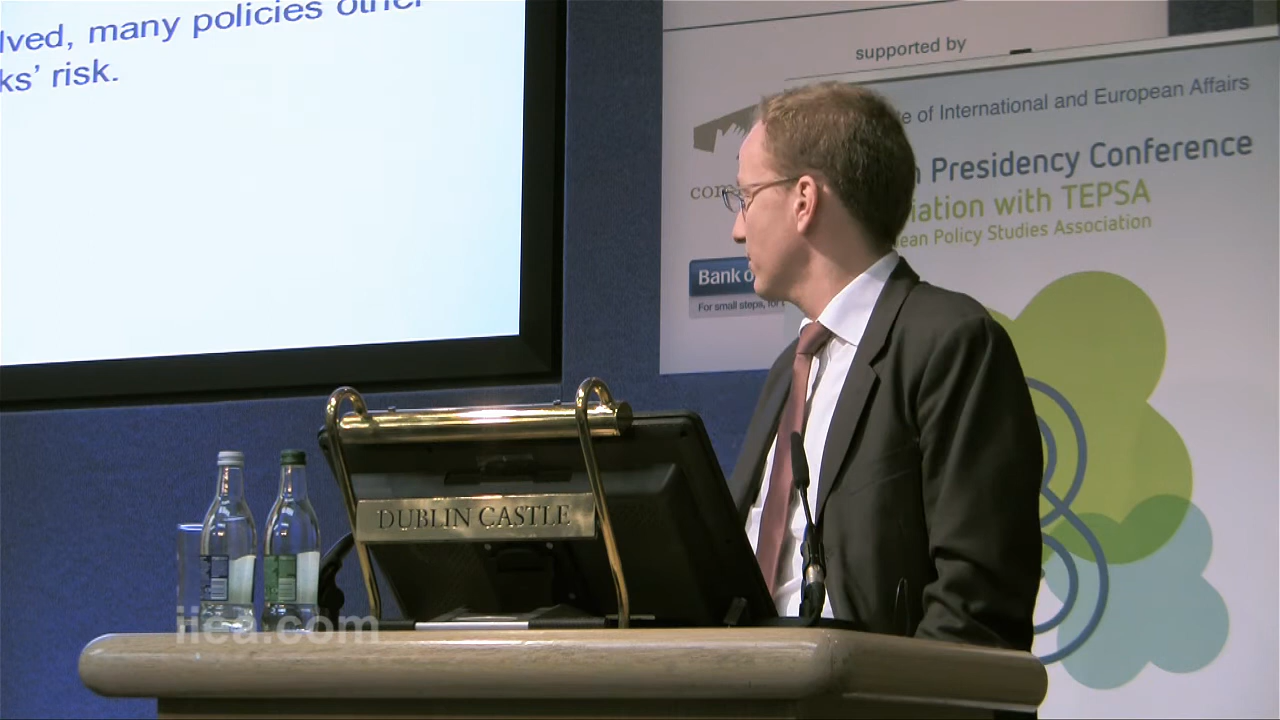 lved, many policies other
ks' risk.
supported by
e of International and European Affairs
n Presidency Conference
iation with TEPSA
ean Policy Studies Association
com
Bank o
For small steps, for
DUBLIN CASTLE
iiea.com